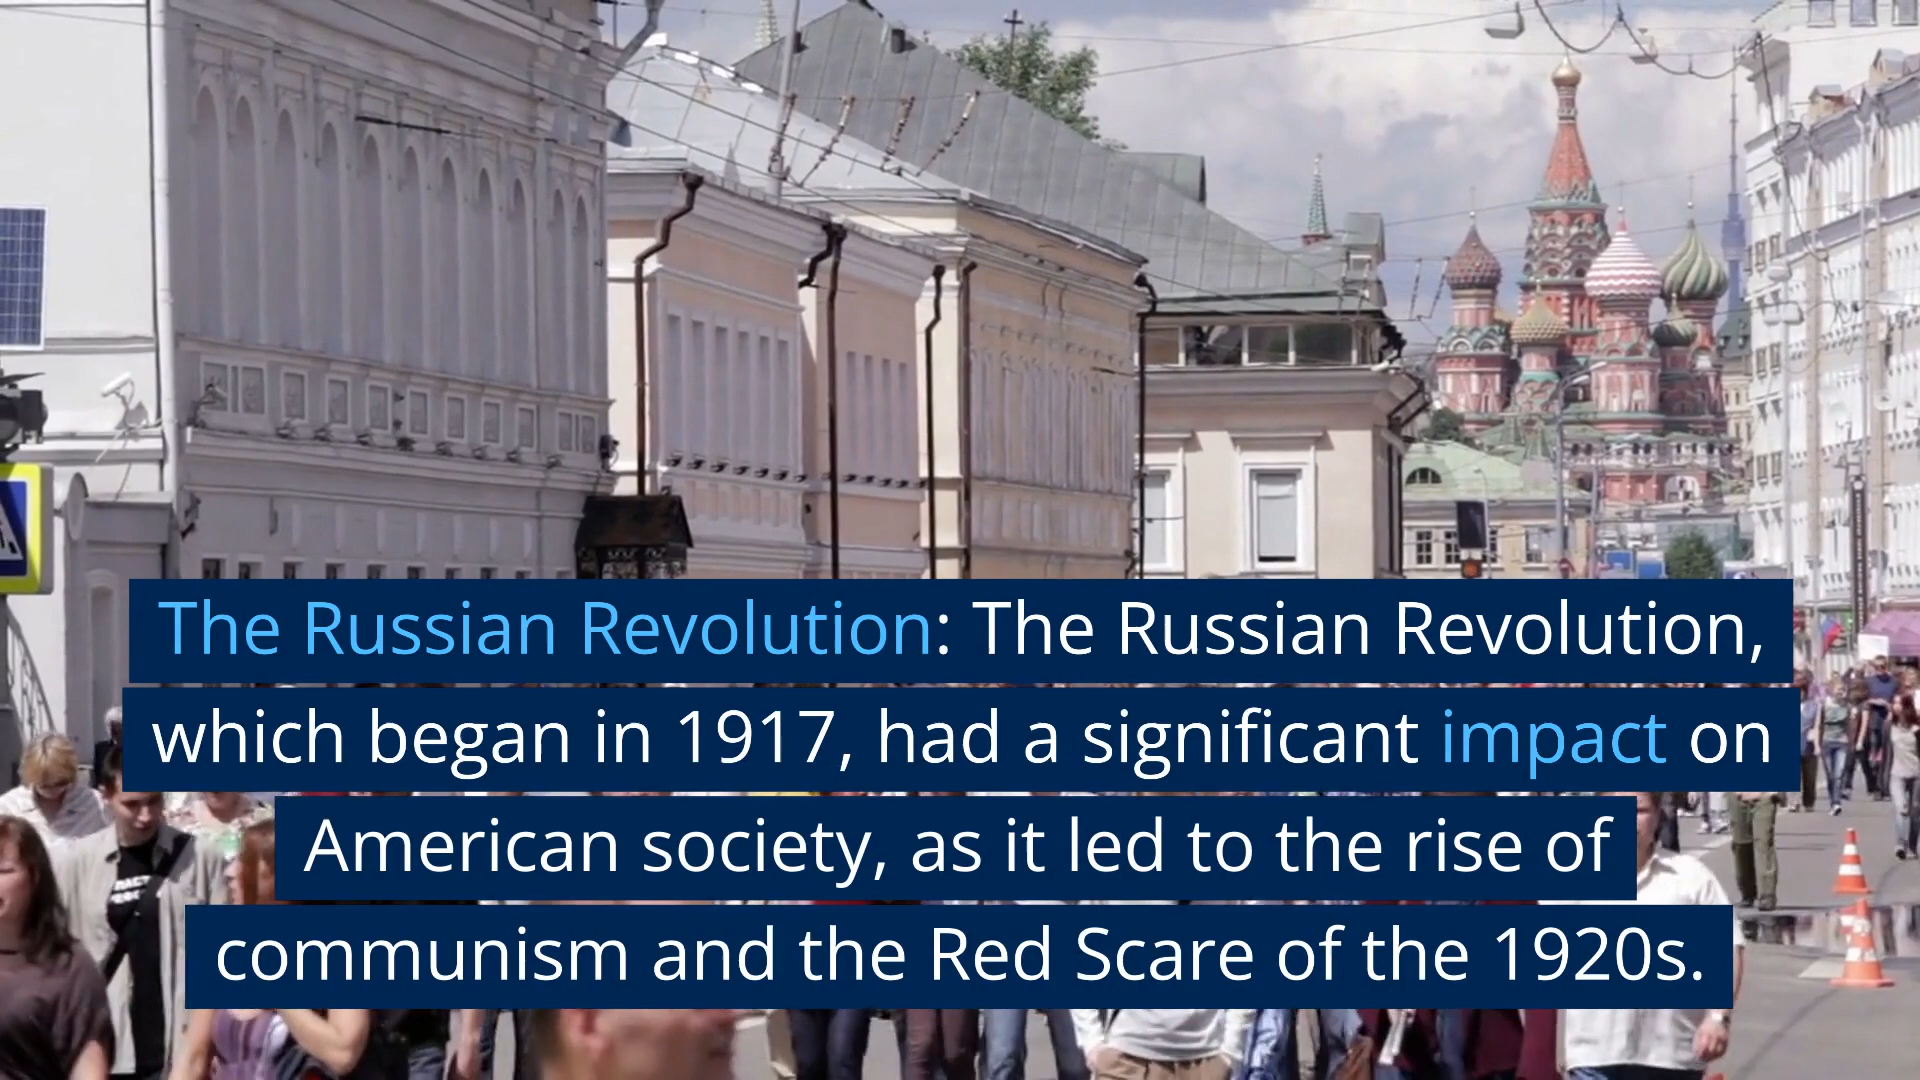 The Russian Revolution: The Russian Revolution,
which began in 1917, had a significant impact on
American society, as it led to the rise of
communism and the Red Scare of the 1920s.